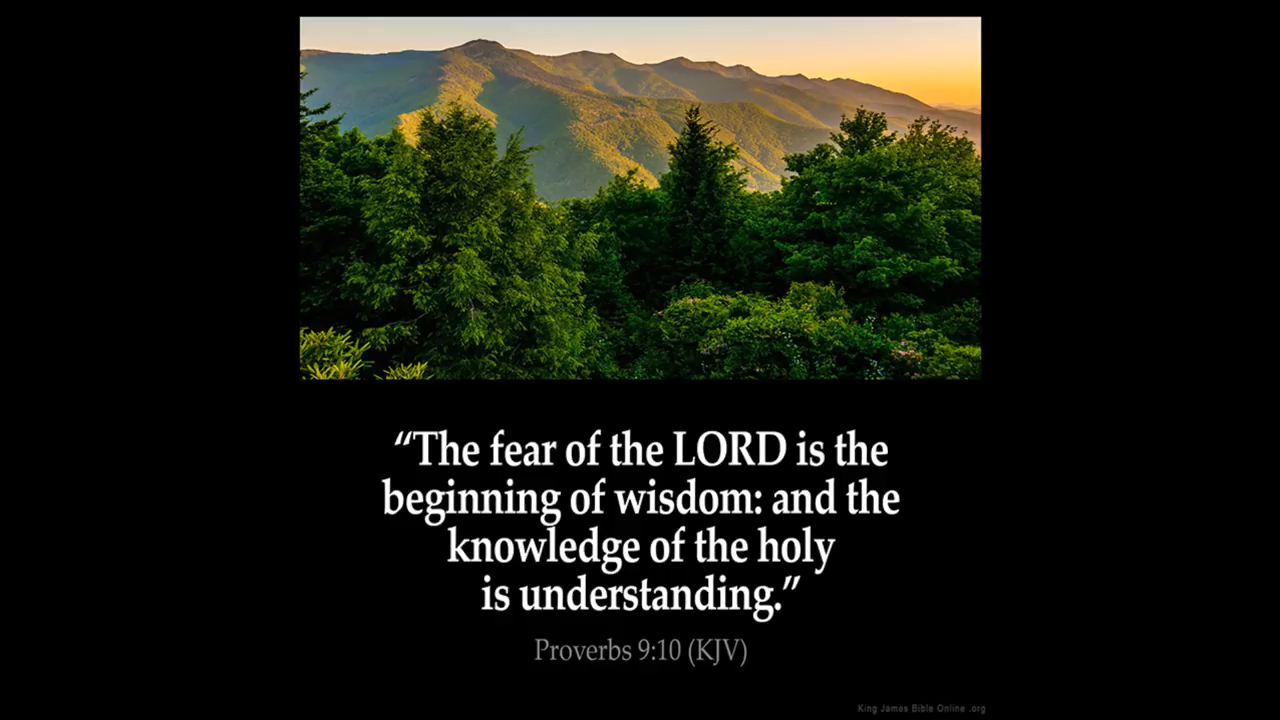 “The fear of the LORD is the
beginning of wisdom: and the
knowledge of the holy
is understanding.”
Proverbs 9:10 (KJV)
King James Bible Online .org